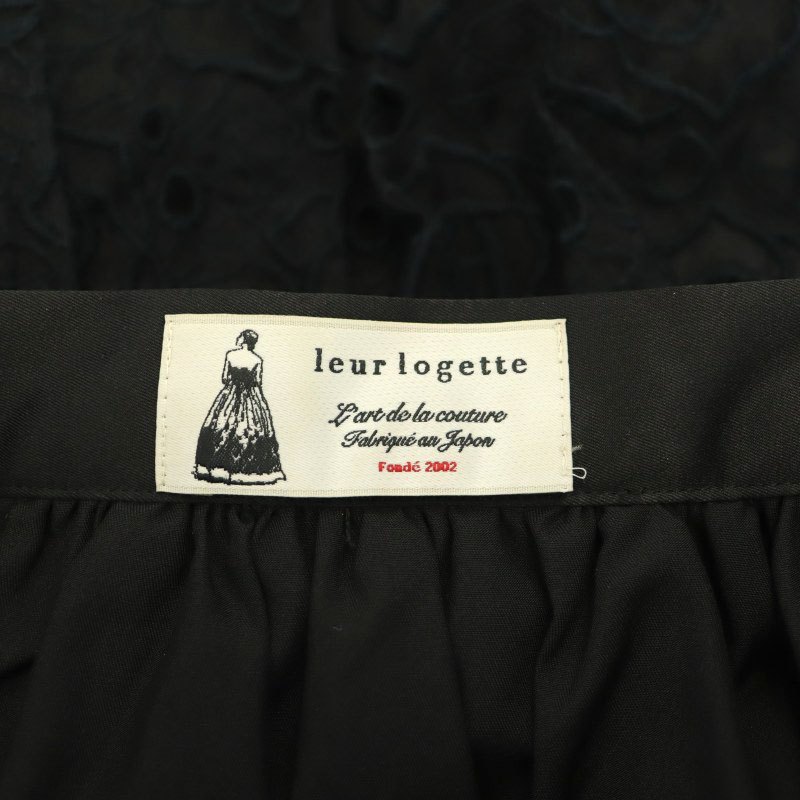 leur logette
L'art de la couture
Fabriqué au Japon
Fondé 2002